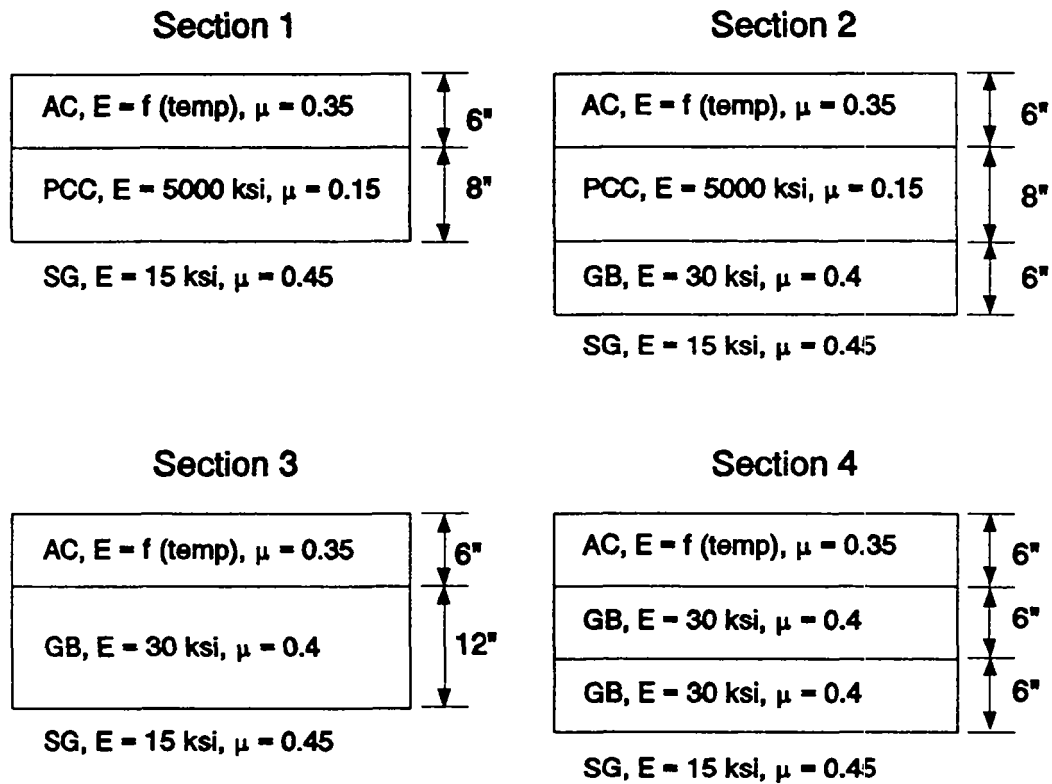 Section 1
AC, E = f (temp), μ = 0.35
6"
PCC, E = 5000 ksi, μ = 0.15
8"
SG, E = 15 ksi, μ = 0.45
Section 2
AC, E = f (temp), μ = 0.35
6"
PCC, E = 5000 ksi, μ = 0.15
8"
GB, E = 30 ksi, μ = 0.4
6"
SG, E = 15 ksi, μ = 0.45
Section 3
AC, E = f (temp), μ = 0.35
6"
GB, E = 30 ksi, μ = 0.4
12"
SG, E = 15 ksi, μ = 0.45
Section 4
AC, E = f (temp), μ = 0.35
6"
GB, E = 30 ksi, μ = 0.4
6"
GB, E = 30 ksi, μ = 0.4
6"
SG, E = 15 ksi, μ = 0.45